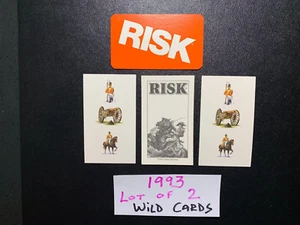 RISK
RISK
1993
LOT OF 2
WILD CARDS